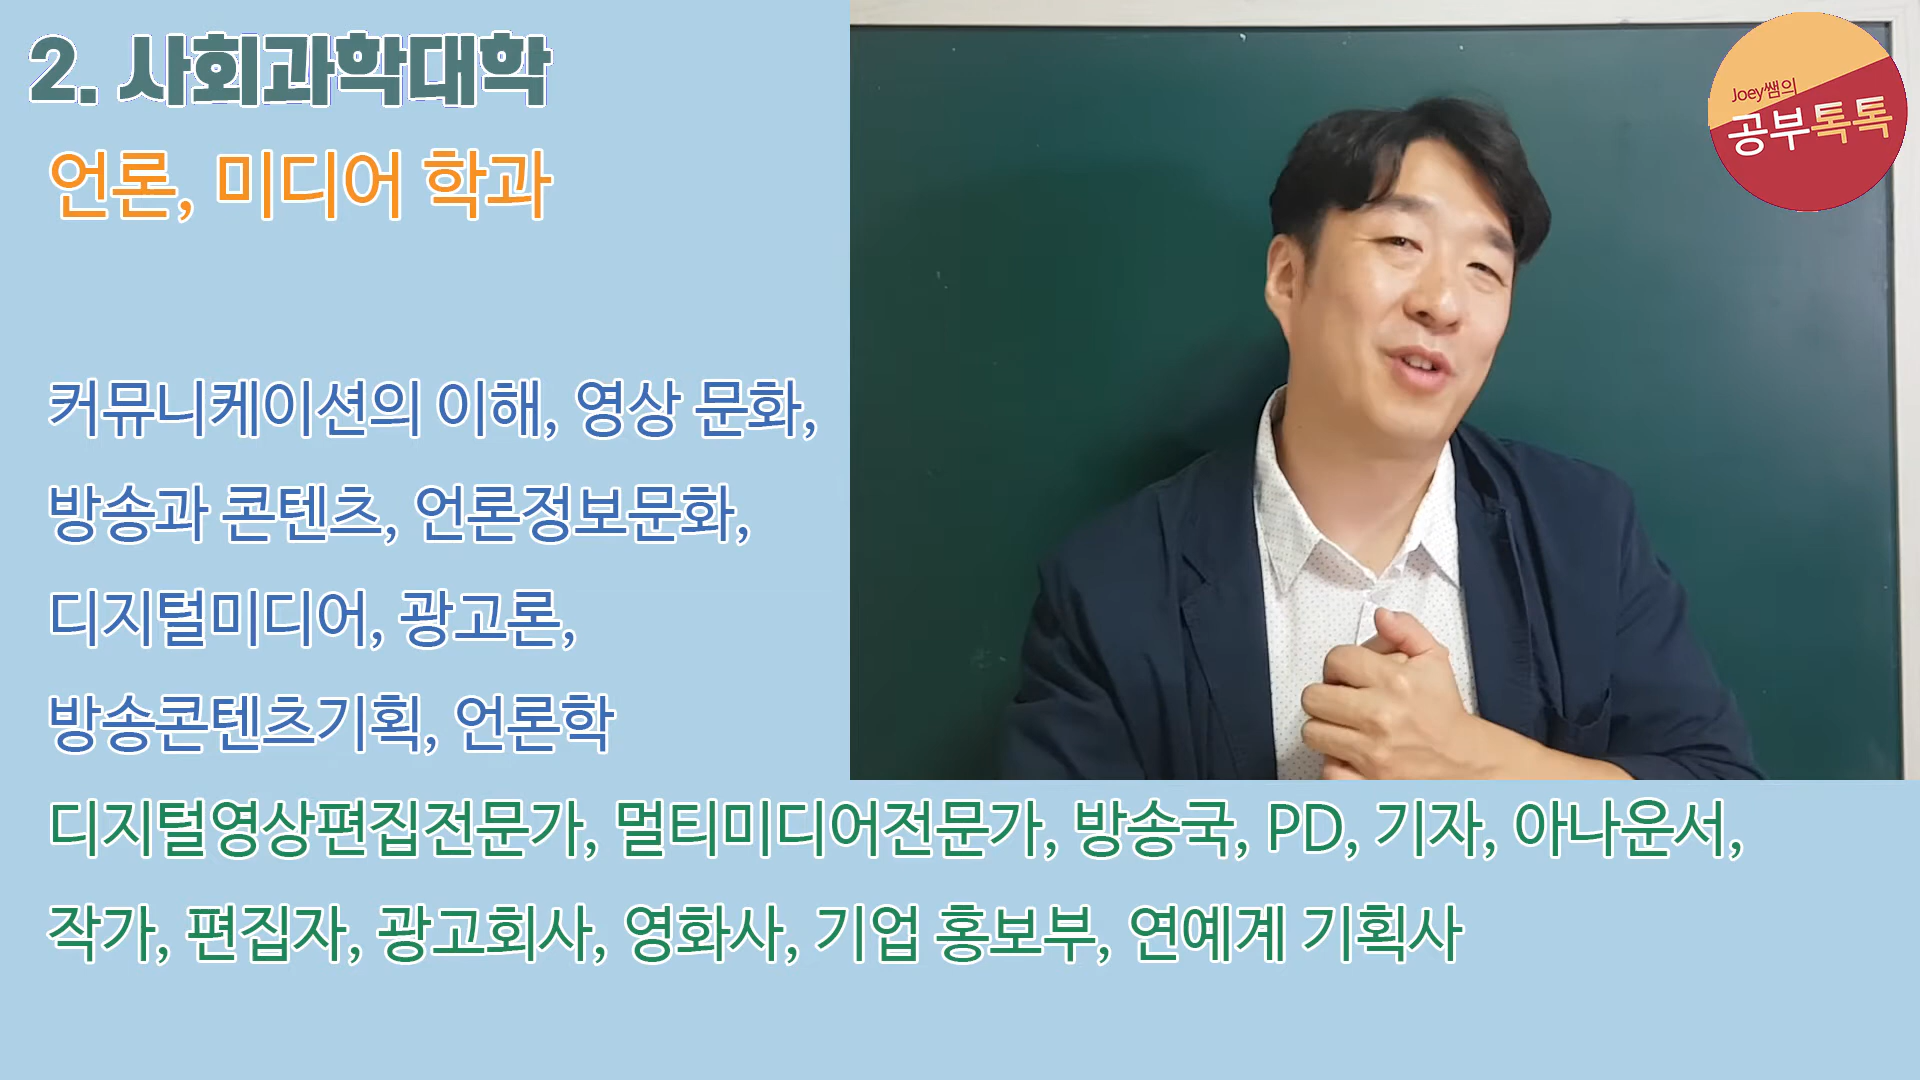 2. 사회과학대학
언론, 미디어 학과
커뮤니케이션의 이해, 영상 문화,
방송과 콘텐츠, 언론정보문화,
디지털미디어, 광고론,
방송콘텐츠기획, 언론학
디지털영상편집전문가, 멀티미디어전문가, 방송국, PD, 기자, 아나운서,
작가, 편집자, 광고회사, 영화사, 기업 홍보부, 연예계 기획사
Joey쌤의
공부톡톡